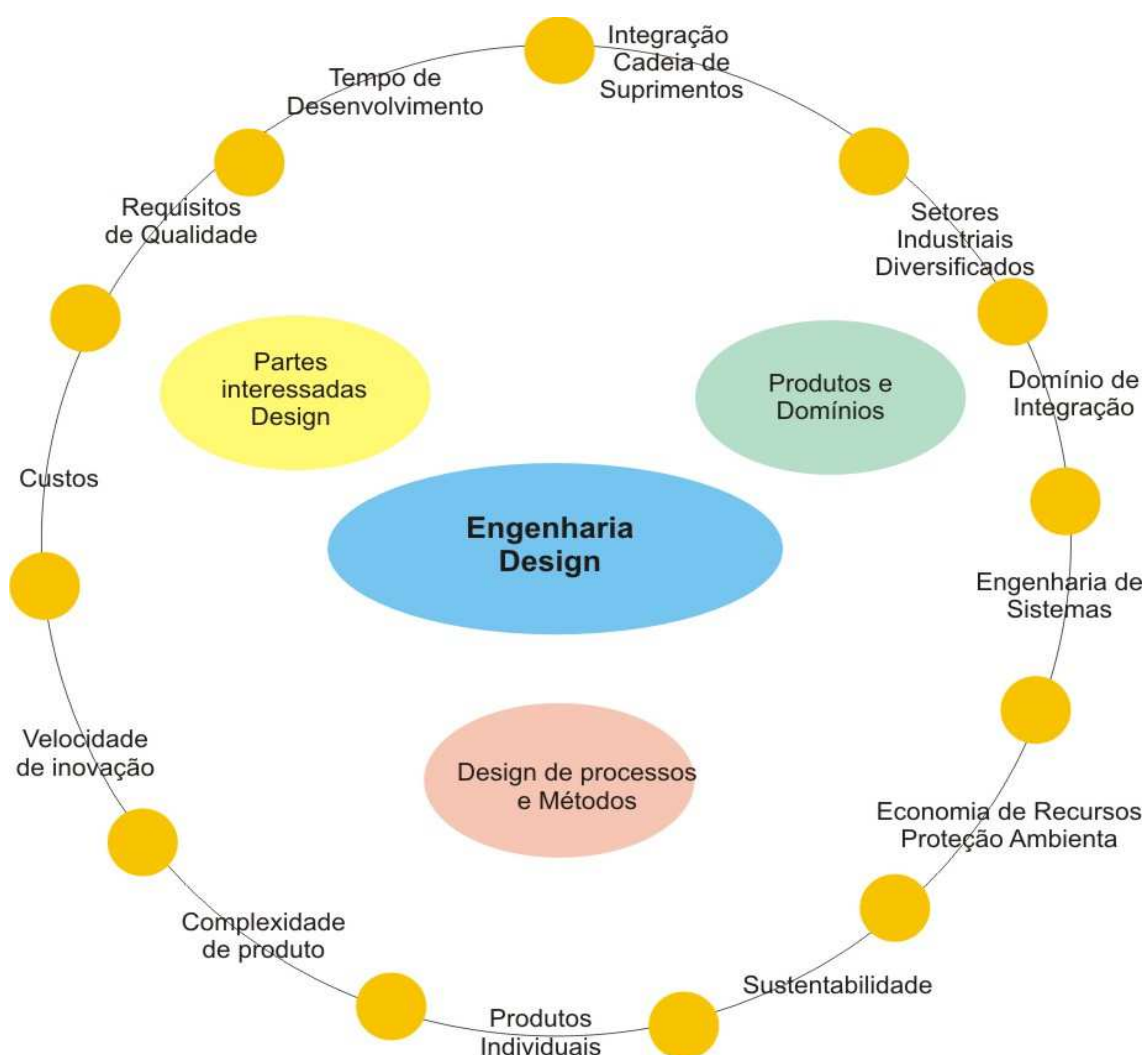 Integração
Cadeia de
Suprimentos
Tempo de
Desenvolvimento
Requisitos
de Qualidade
Setores
Industriais
Diversificados
Partes
interessadas
Design
Produtos e
Domínios
Domínio de
Integração
Custos
Engenharia
Design
Engenharia de
Sistemas
Velocidade
de inovação
Design de processos
e Métodos
Economia de Recursos
Proteção Ambienta
Complexidade
de produto
Sustentabilidade
Produtos
Individuais